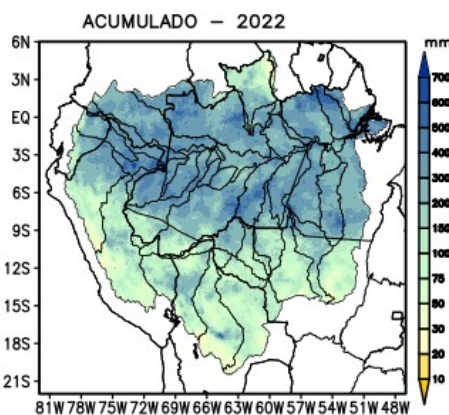 ACUMULADO – 2022
6N
3N
EQ
3S
6S
9S
12S
15S
18S
21S
81W 78W 75W 72W 69W 66W 63W 60W 57W 54W 51W 48W
mm
700
600
500
400
300
200
150
100
75
50
30
20
10